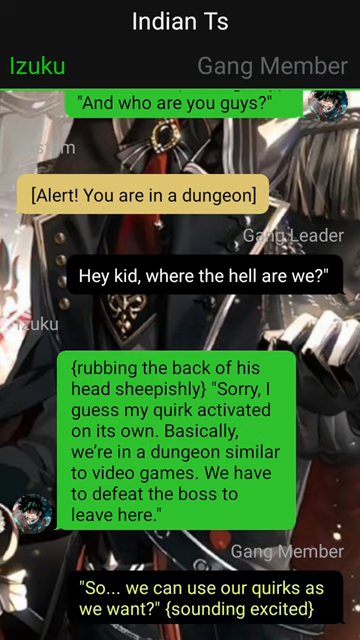 Indian Ts
Izuku
Gang Member
"And who are you guys?"
[Alert! You are in a dungeon]
Gang Leader
Hey kid, where the hell are we?"
Izuku
{rubbing the back of his
head sheepishly} "Sorry, I
guess my quirk activated
on its own. Basically,
we're in a dungeon similar
to video games. We have
to defeat the boss to
leave here."
Gang Member
"So... we can use our quirks as
we want?" {sounding excited}